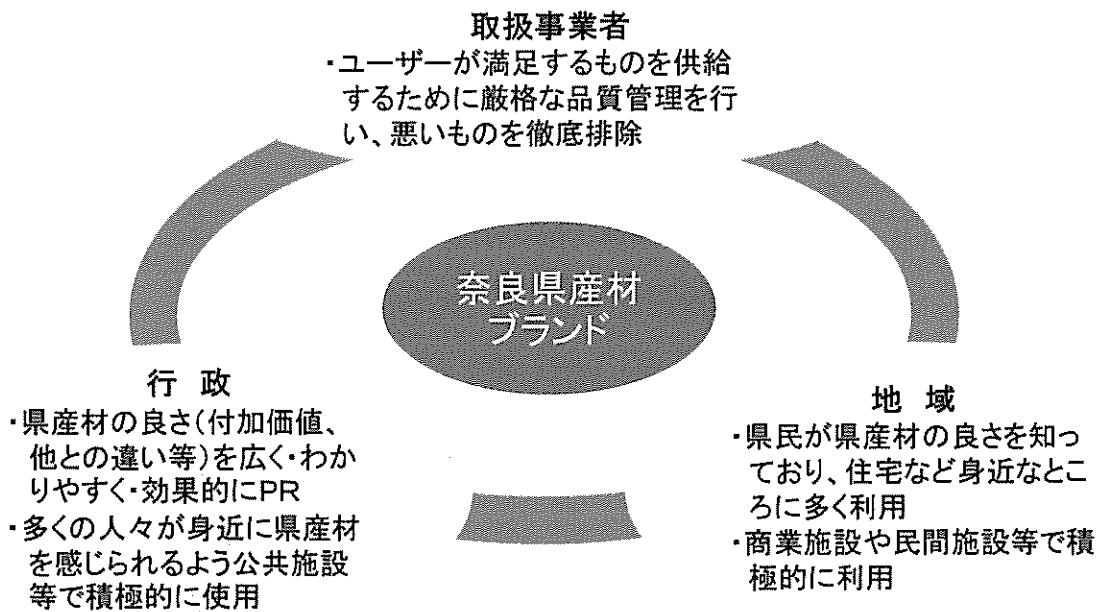 取扱事業者
・ユーザーが満足するものを供給
するために厳格な品質管理を行
い、悪いものを徹底排除
奈良県産材
ブランド
行 政
・県産材の良さ(付加価値、
他との違い等)を広く・わか
りやすく・効果的にPR
・多くの人々が身近に県産材
を感じられるよう公共施設
等で積極的に使用
地 域
・県民が県産材の良さを知っ
ており、住宅など身近なとこ
ろに多く利用
・商業施設や民間施設等で積
極的に利用